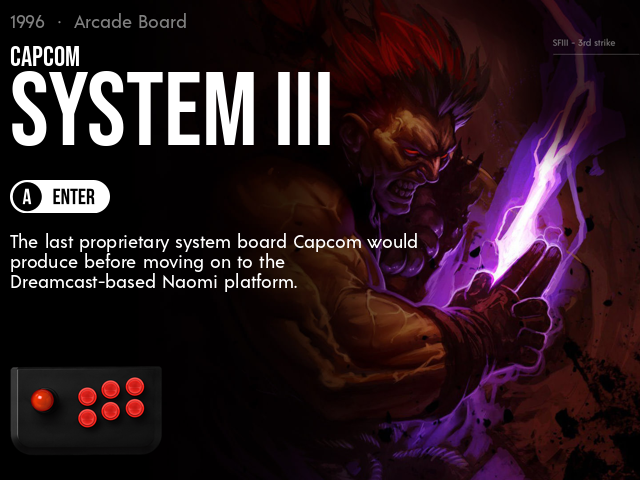 1996 · Arcade Board
SFIII - 3rd strike
CAPCOM
SYSTEM III
A ENTER
The last proprietary system board Capcom would
produce before moving on to the
Dreamcast-based Naomi platform.